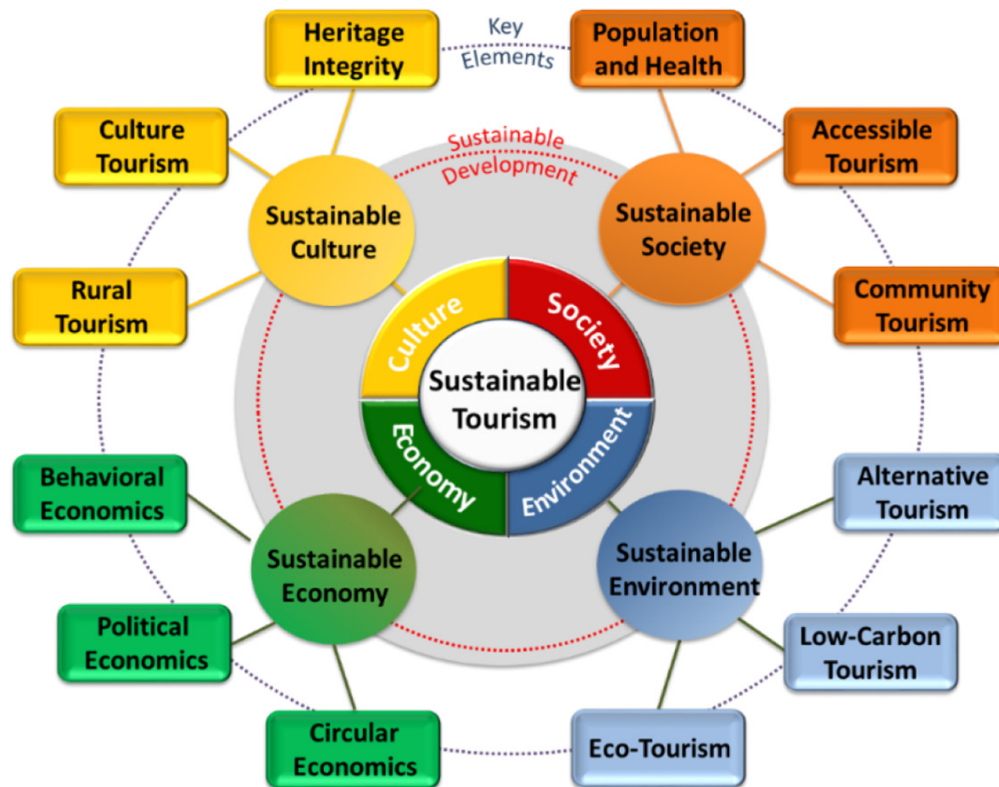 Heritage
Integrity
Key
Elements
Population
and Health
Culture
Tourism
Accessible
Tourism
Sustainable
Development
Sustainable
Culture
Sustainable
Society
Rural
Tourism
Community
Tourism
Culture
Society
Sustainable
Tourism
Economy
Environment
Behavioral
Economics
Alternative
Tourism
Sustainable
Economy
Sustainable
Environment
Political
Economics
Low-Carbon
Tourism
Circular
Economics
Eco-Tourism